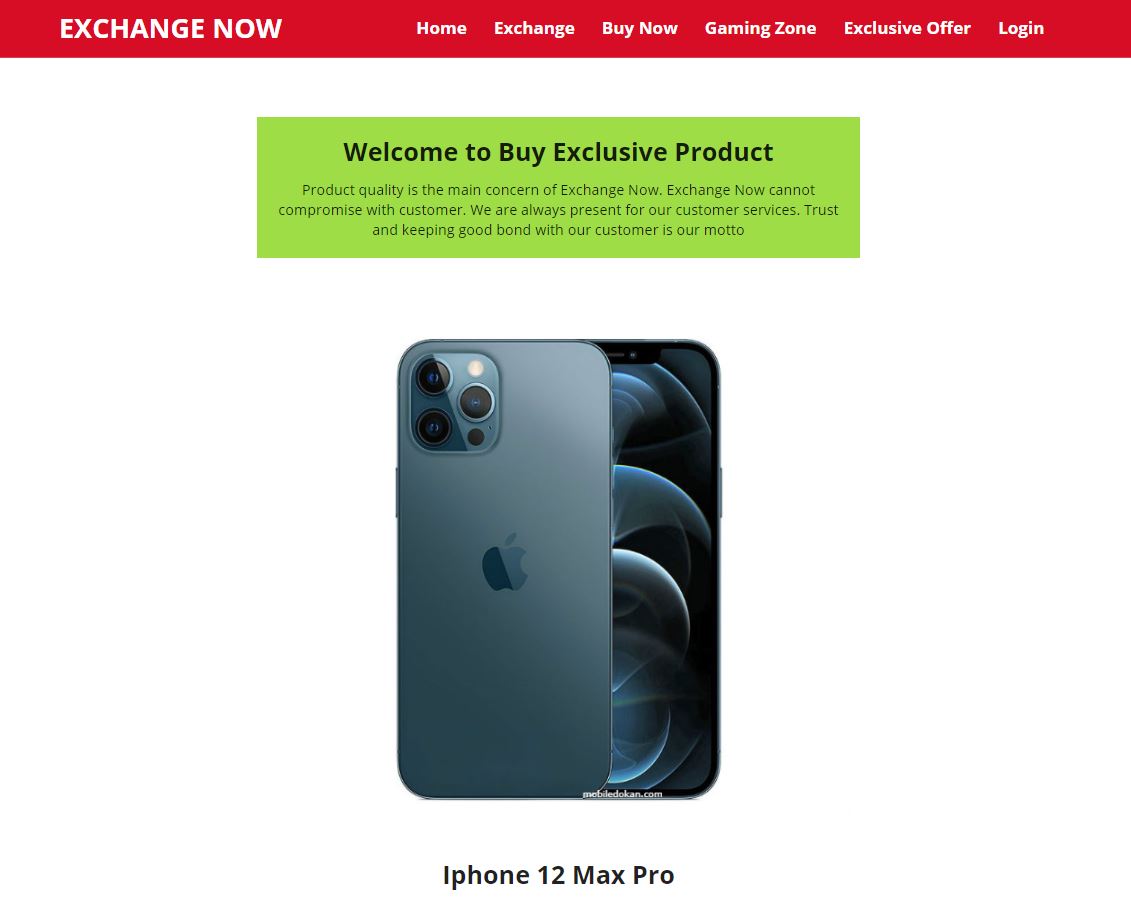 EXCHANGE NOW
Home Exchange Buy Now Gaming Zone Exclusive Offer Login
Welcome to Buy Exclusive Product
Product quality is the main concern of Exchange Now. Exchange Now cannot
compromise with customer. We are always present for our customer services. Trust
and keeping good bond with our customer is our motto
mobiledokan.com
Iphone 12 Max Pro